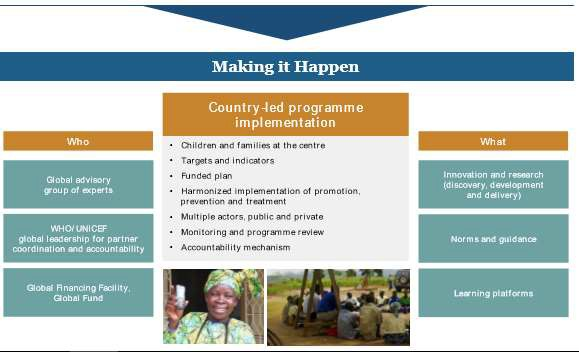 Making it Happen
Who
Global advisory
group of experts
WHO/UNICEF
global leadership for partner
coordination and accountability
Global Financing Facility,
Global Fund
Country-led programme
implementation
• Children and families at the centre
• Targets and indicators
• Funded plan
• Harmonized implementation of promotion,
prevention and treatment
• Multiple actors, public and private
• Monitoring and programme review
• Accountability mechanism
What
Innovation and research
(discovery, development
and delivery)
Norms and guidance
Learning platforms